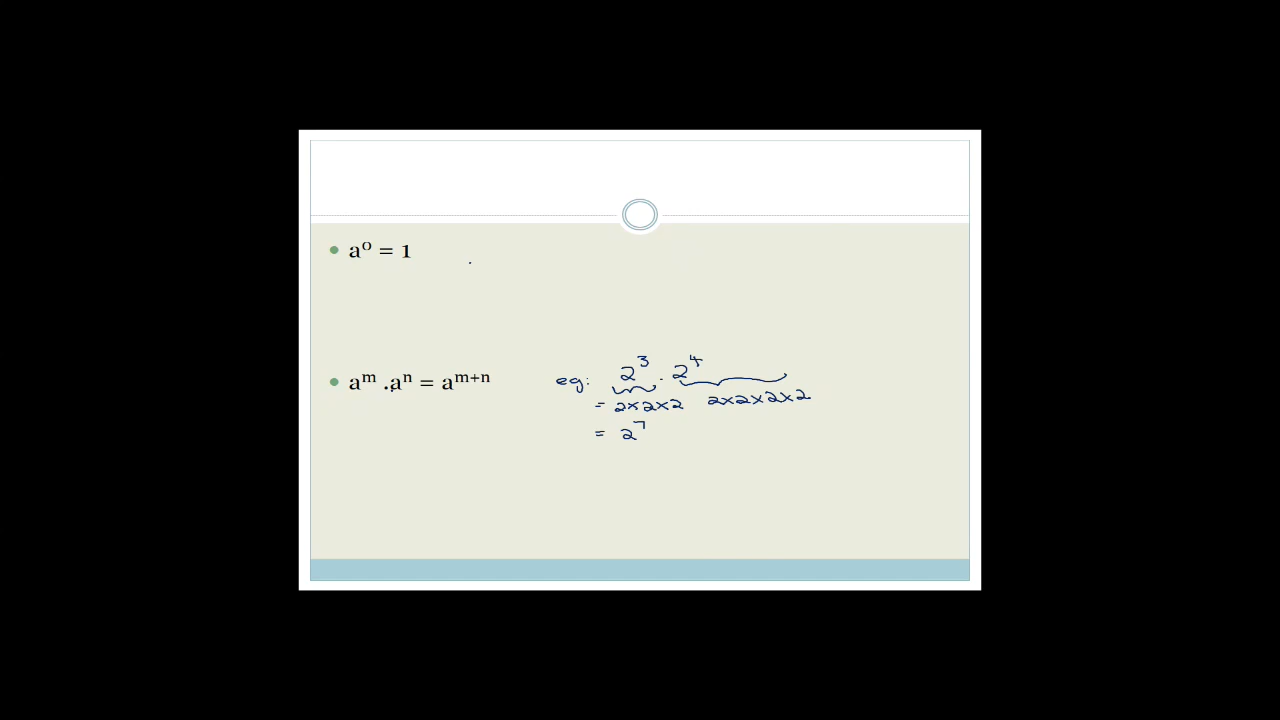 a⁰ = 1
aᵐ .aⁿ = aᵐ⁺ⁿ
eg: 2³ . 2⁴
= 2×2×2 2×2×2×2
= 2⁷